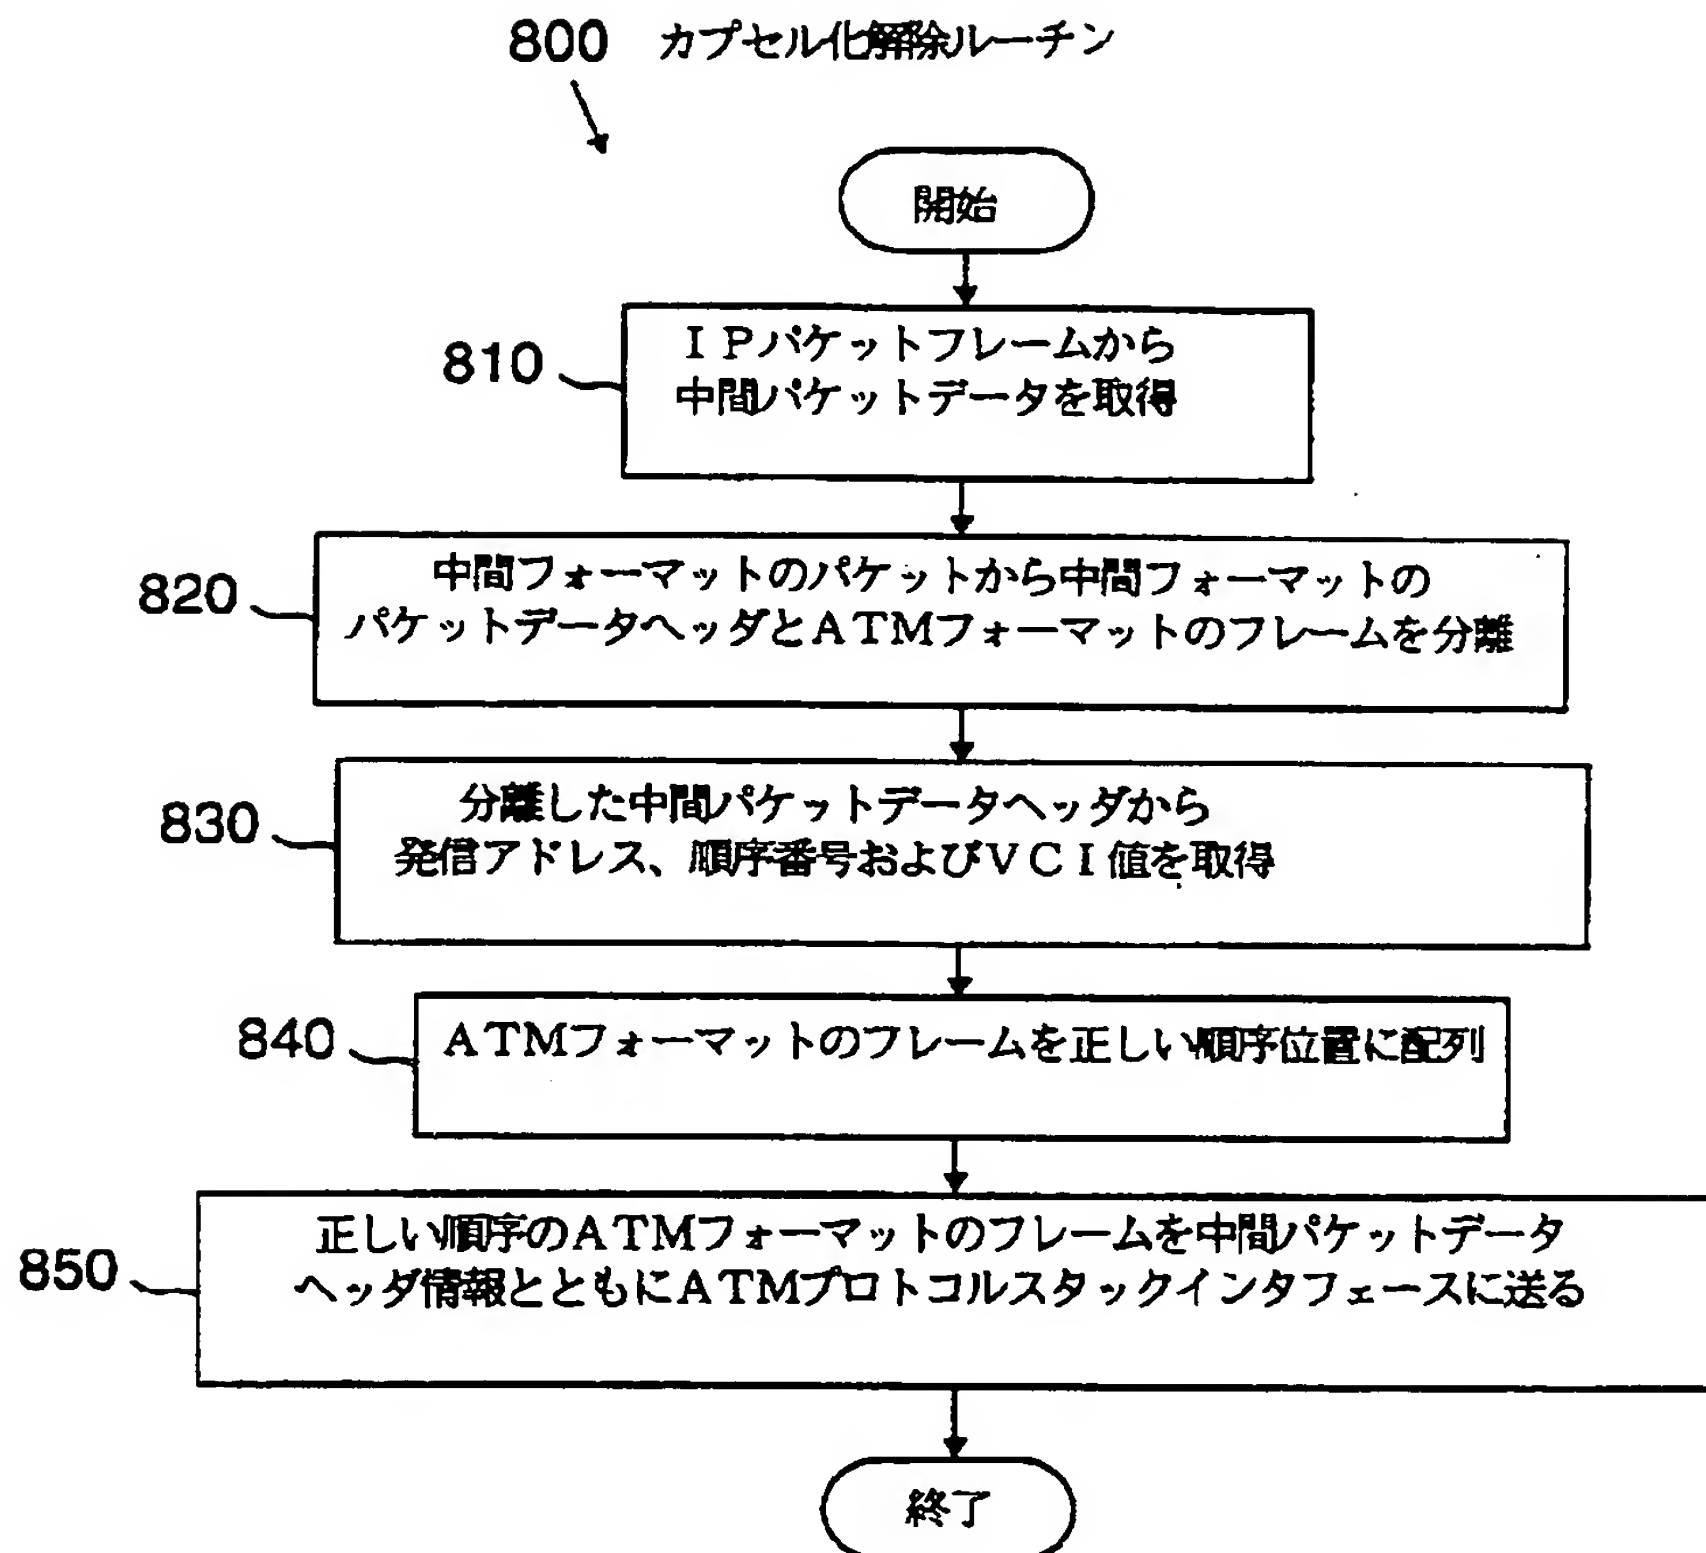 800 カプセル化解除ルーチン
開始
810
ＩＰパケットフレームから
中間パケットデータを取得
820
中間フォーマットのパケットから中間フォーマットの
パケットデータヘッダとＡＴＭフォーマットのフレームを分離
830
分離した中間パケットデータヘッダから
発信アドレス、順序番号およびＶＣＩ値を取得
840
ＡＴＭフォーマットのフレームを正しい順序位置に配列
850
正しい順序のＡＴＭフォーマットのフレームを中間パケットデータ
ヘッダ情報とともにＡＴＭプロトコルスタックインタフェースに送る
終了